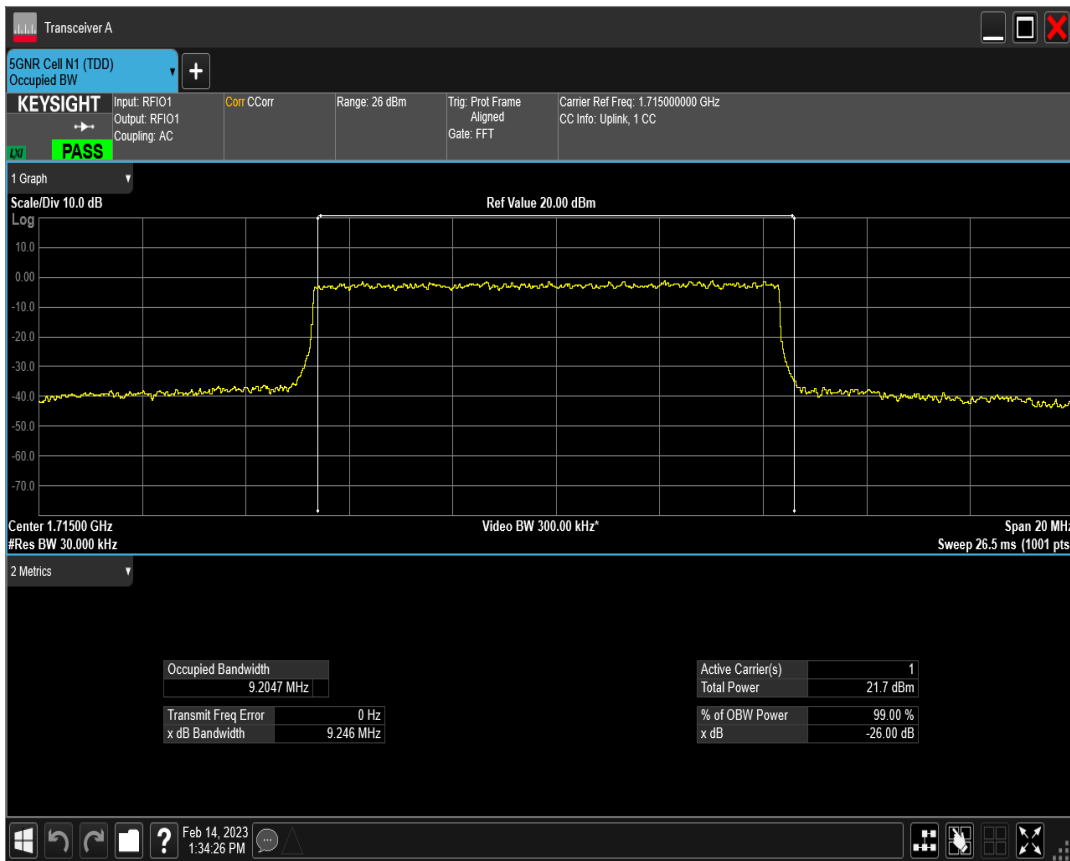 Transceiver A
5GNR Cell N1 (TDD)
Occupied BW
KEYSIGHT
LXI
PASS
Input: RFIO1
Output: RFIO1
Coupling: AC
Corr CCorr
Range: 26 dBm
Trig: Prot Frame
Aligned
Gate: FFT
Carrier Ref Freq: 1.715000000 GHz
CC Info: Uplink, 1 CC
1 Graph
Scale/Div 10.0 dB
Ref Value 20.00 dBm
Log
10.0
0.00
-10.0
-20.0
-30.0
-40.0
-50.0
-60.0
-70.0
Center 1.71500 GHz
Video BW 300.00 kHz*
Span 20 MHz
#Res BW 30.000 kHz
Sweep 26.5 ms (1001 pts
2 Metrics
Occupied Bandwidth
9.2047 MHz
Transmit Freq Error 0 Hz
x dB Bandwidth 9.246 MHz
Active Carrier(s) 1
Total Power 21.7 dBm
% of OBW Power 99.00 %
x dB -26.00 dB
?
Feb 14, 2023
1:34:26 PM